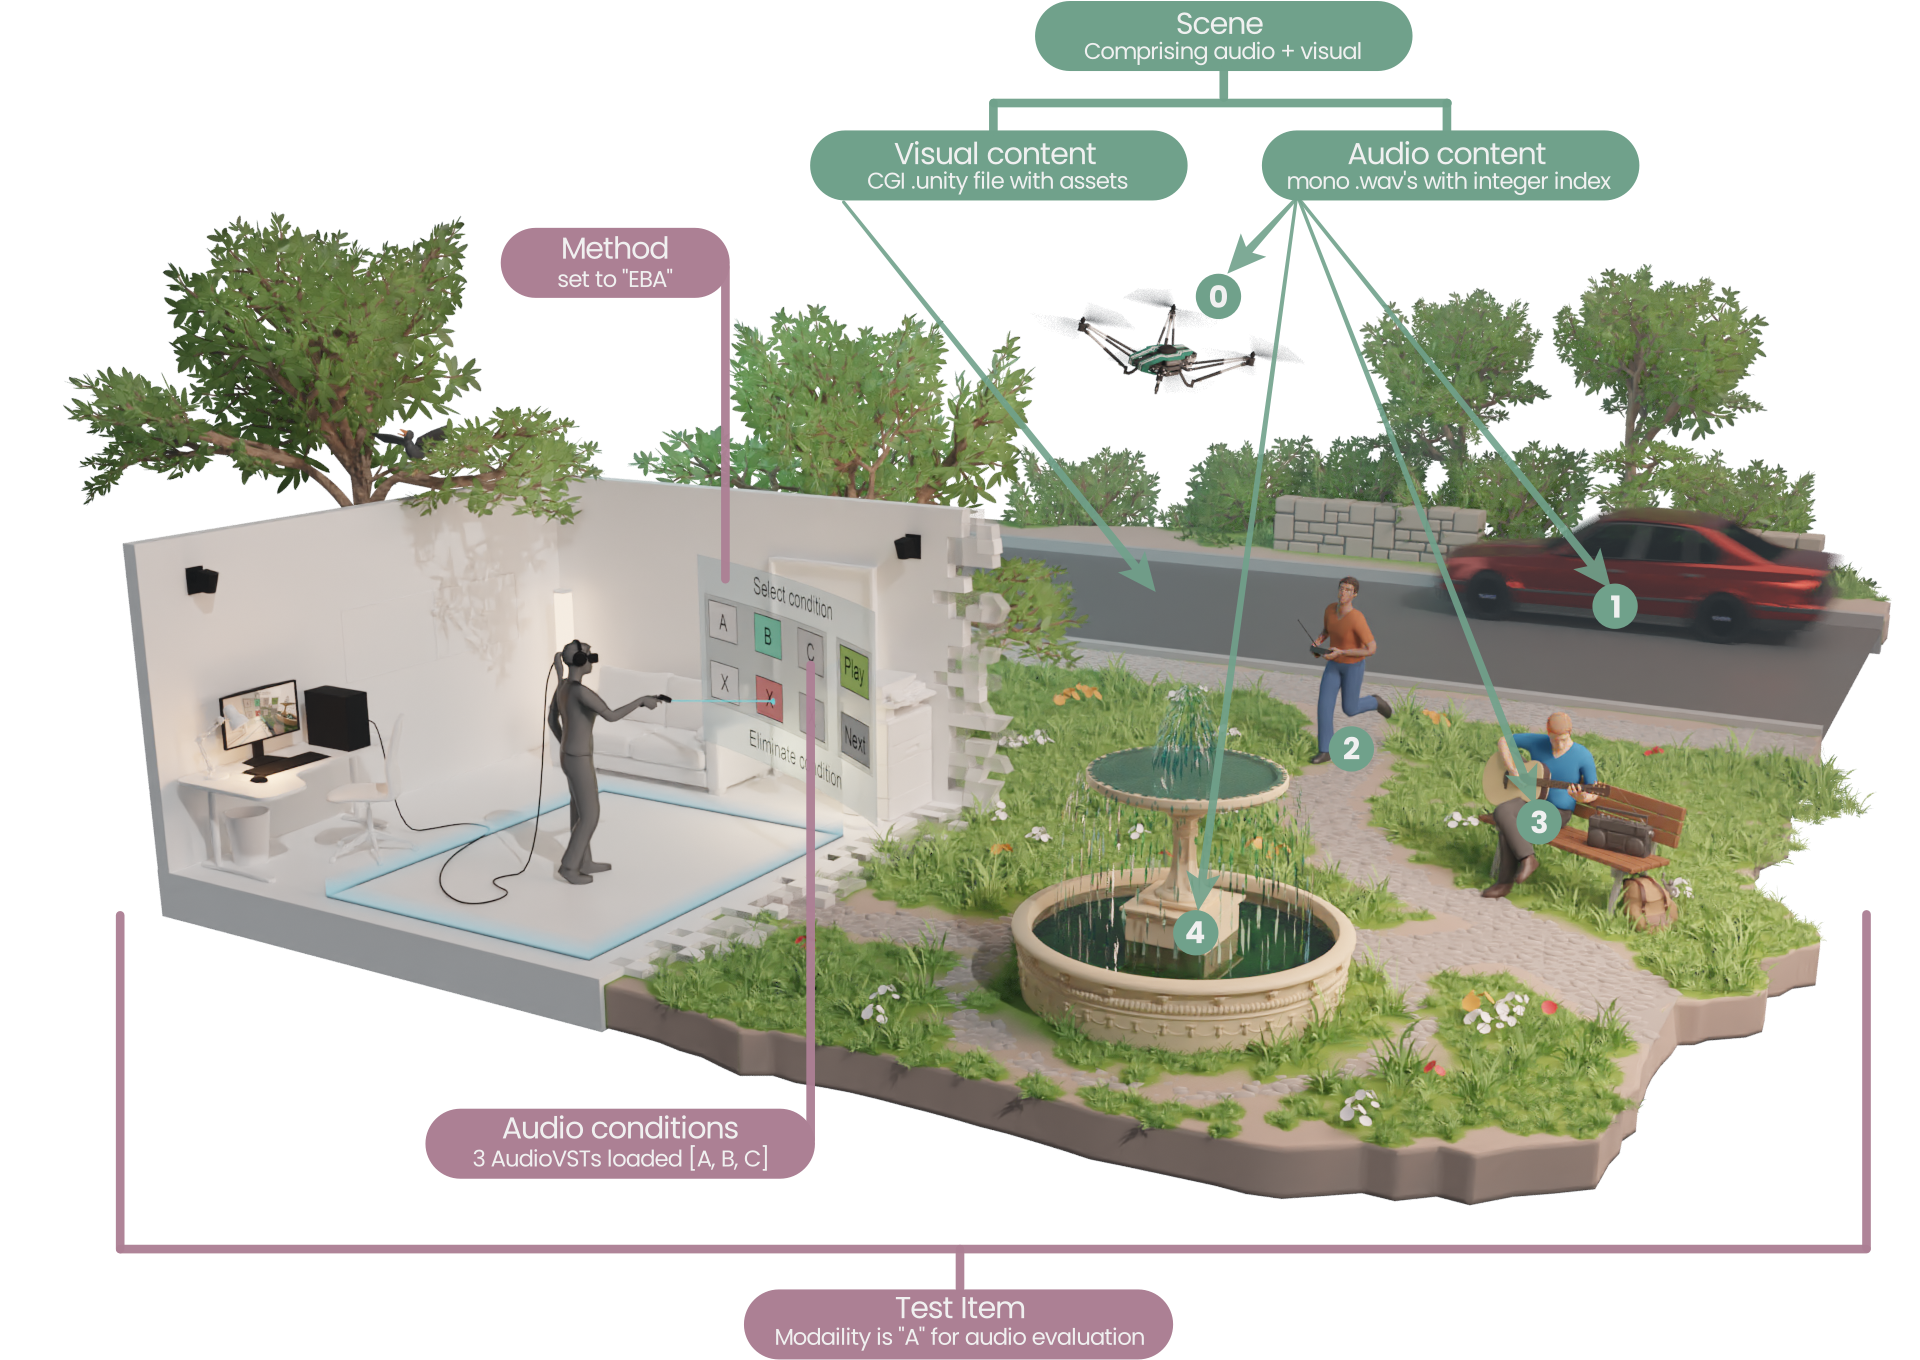 Scene
Comprising audio + visual
Visual content
CGI .unity file with assets
Audio content
mono .wav's with integer index
Method
set to "EBA"
0
1
2
3
4
Select condition
A
B
C
Play
X
X
Next
Eliminate condition
Audio conditions
3 AudioVSTs loaded [A, B, C]
Test Item
Modaility is "A" for audio evaluation